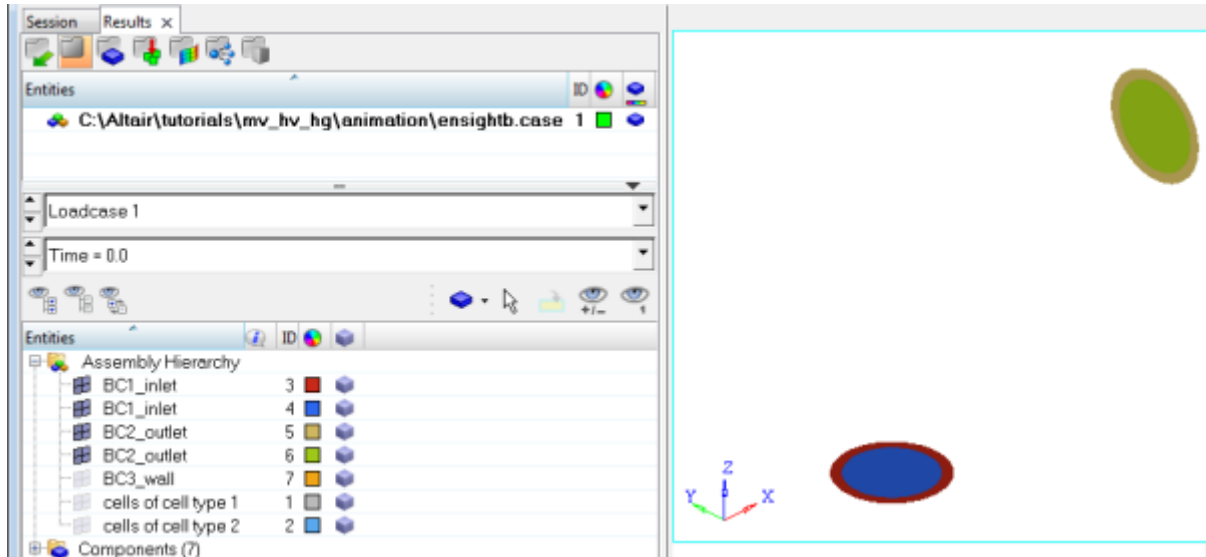 Session Results x
Entities ID
C:\Altair\tutorials\mv_hv_hg\animation\ensightb.case 1
Loadcase 1
Time = 0.0
+/- 1
Entities ID
Assembly Hierarchy
BC1_inlet 3
BC1_inlet 4
BC2_outlet 5
BC2_outlet 6
BC3_wall 7
cells of cell type 1 1
cells of cell type 2 2
Components (7)
Z
Y X